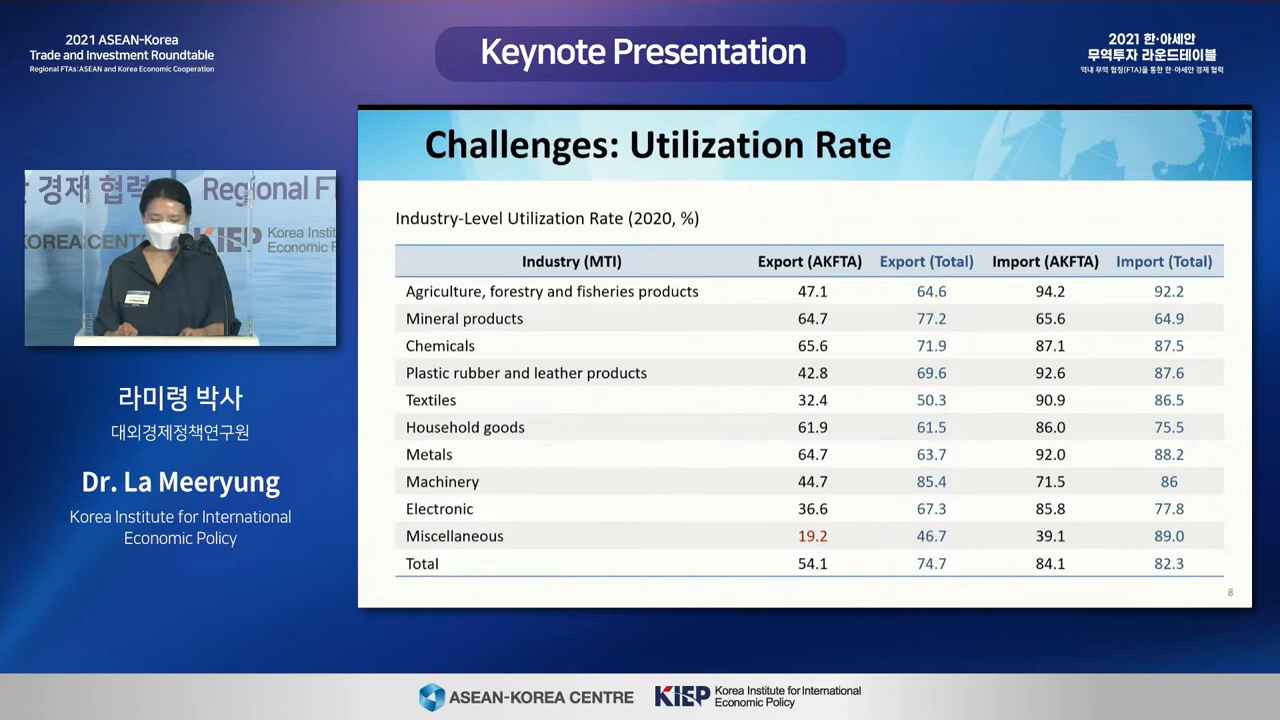 2021 ASEAN-Korea
Trade and Investment Roundtable
Regional FTAs: ASEAN and Korea Economic Cooperation
Keynote Presentation
2021 한·아세안
무역투자 라운드테이블
역내 무역 협정(FTA)을 통한 한·아세안 경제 협력
경제 협력 Regional F
KOREA CENT KIEP Korea Instit
Economic P
라미령 박사
대외경제정책연구원
Dr. La Meeryung
Korea Institute for International
Economic Policy
Challenges: Utilization Rate
Industry-Level Utilization Rate (2020, %)
Industry (MTI) Export (AKFTA) Export (Total) Import (AKFTA) Import (Total)
Agriculture, forestry and fisheries products 47.1 64.6 94.2 92.2
Mineral products 64.7 77.2 65.6 64.9
Chemicals 65.6 71.9 87.1 87.5
Plastic rubber and leather products 42.8 69.6 92.6 87.6
Textiles 32.4 50.3 90.9 86.5
Household goods 61.9 61.5 86.0 75.5
Metals 64.7 63.7 92.0 88.2
Machinery 44.7 85.4 71.5 86
Electronic 36.6 67.3 85.8 77.8
Miscellaneous 19.2 46.7 39.1 89.0
Total 54.1 74.7 84.1 82.3
8
ASEAN-KOREA CENTRE
KIEP Korea Institute for International
Economic Policy